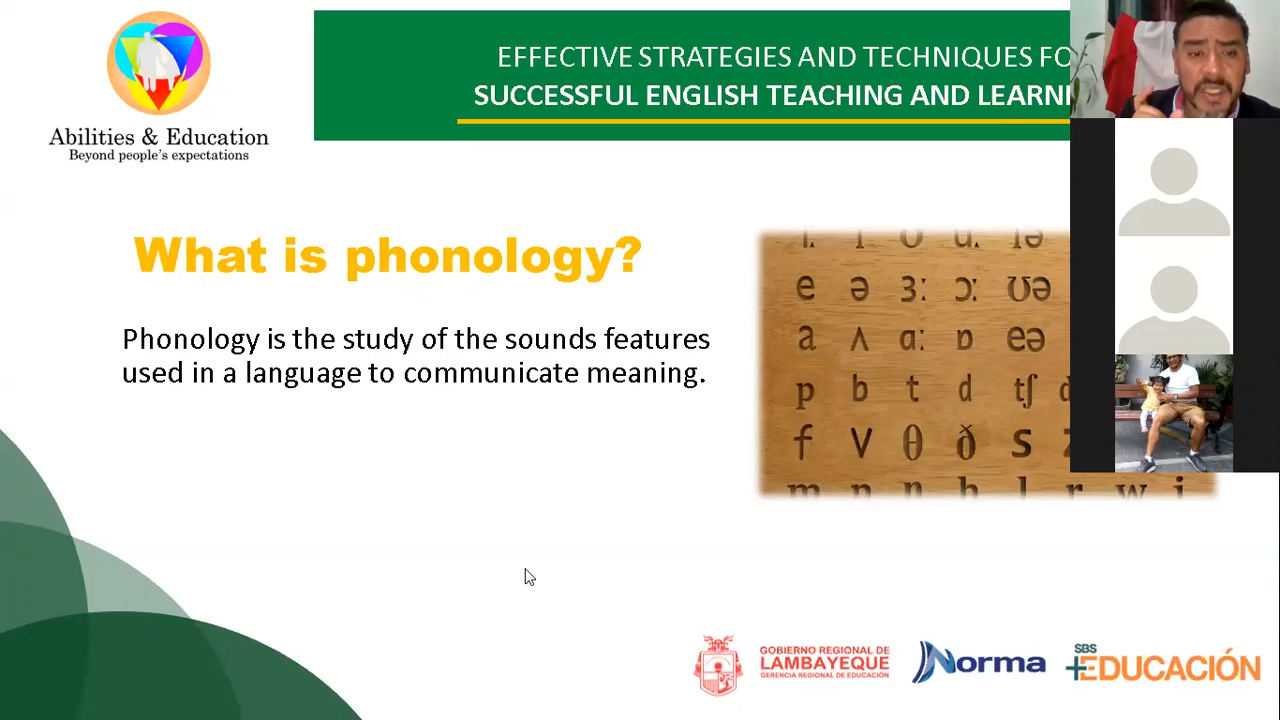 Abilities & Education
Beyond people's expectations
EFFECTIVE STRATEGIES AND TECHNIQUES
SUCCESSFUL ENGLISH TEACHING AND
What is phonology?
Phonology is the study of the sounds features
used in a language to communicate meaning.
e ə ɜː ɔː ʊə
a ʌ ɑː ɒ eə
p b t d tʃ
f v θ ð s
GOBIERNO REGIONAL DE
LAMBAYEQUE
GERENCIA REGIONAL DE EDUCACIÓN
Norma
SBS
EDUCACIÓN